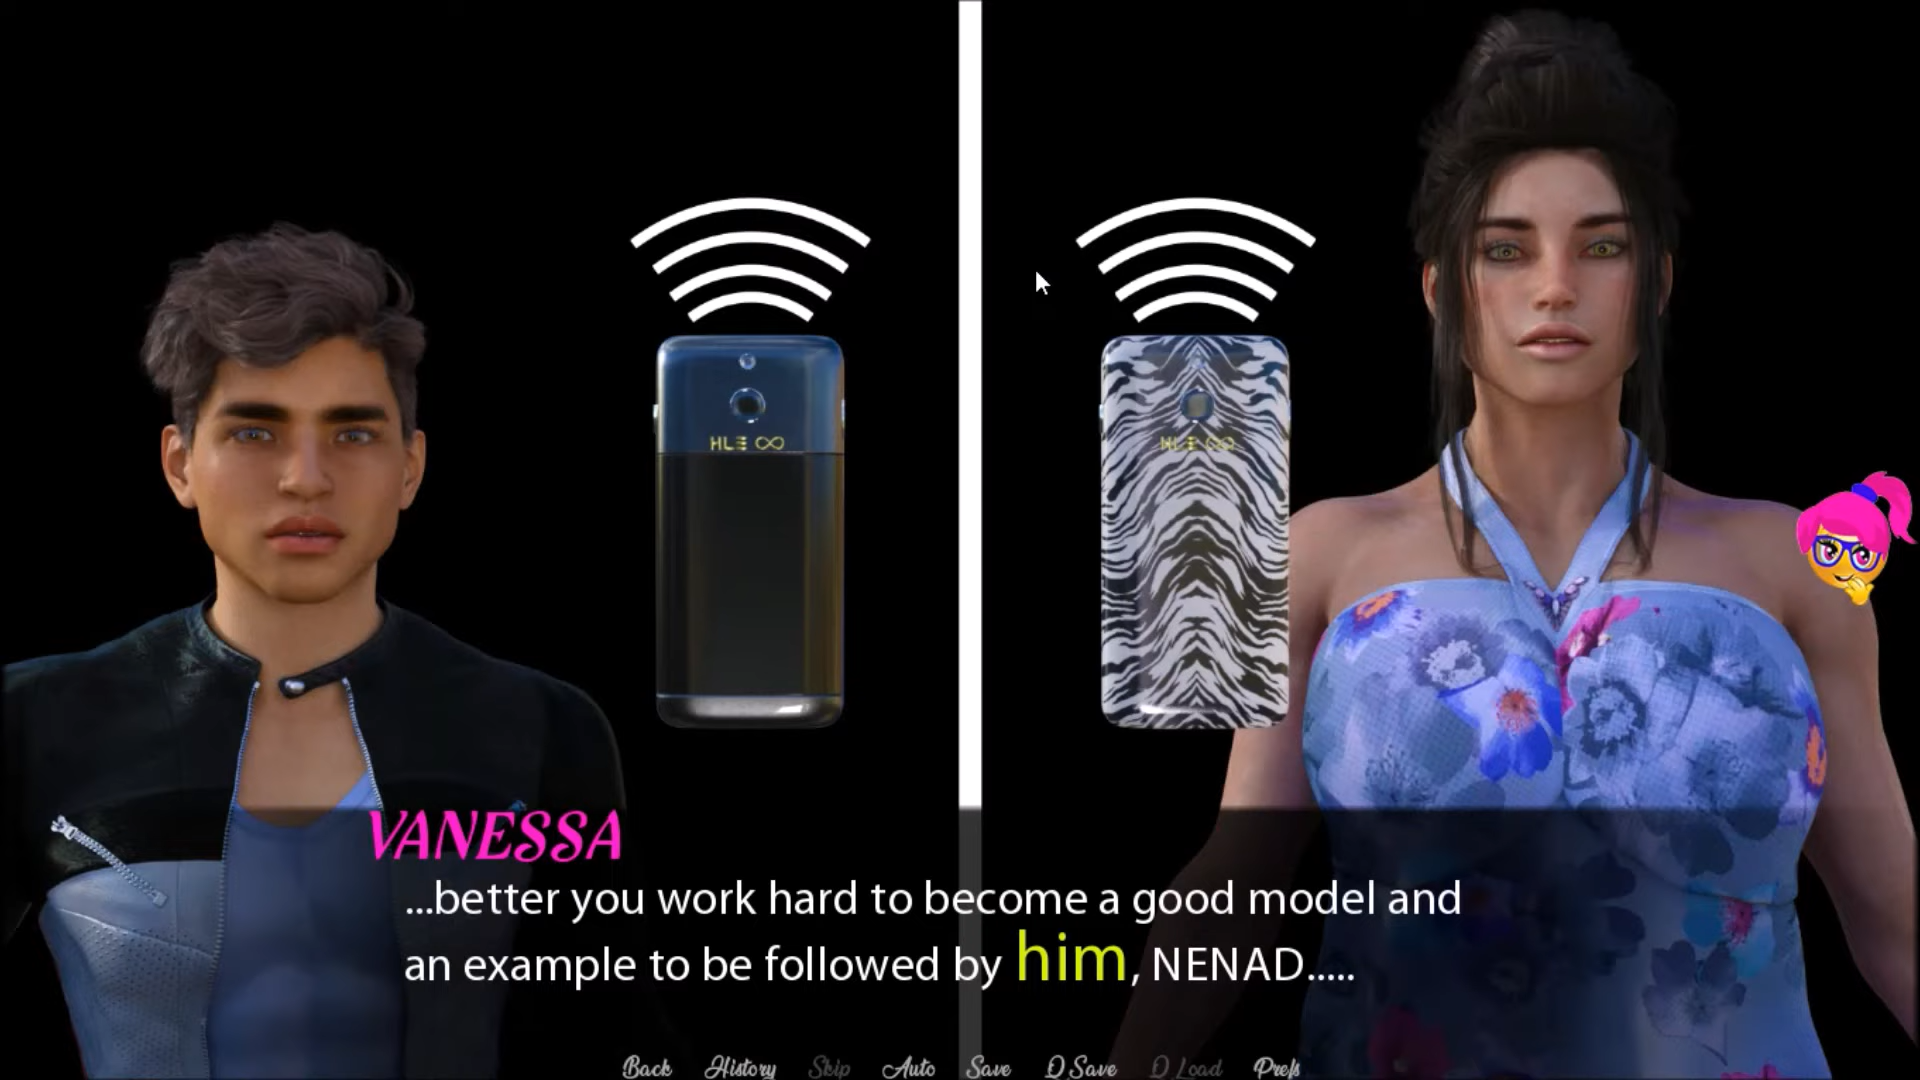 HLE ∞
HLE ∞
VANESSA
...better you work hard to become a good model and
an example to be followed by him, NENAD.....
Back History Skip Auto Save Q.Save Q.Load Prefs